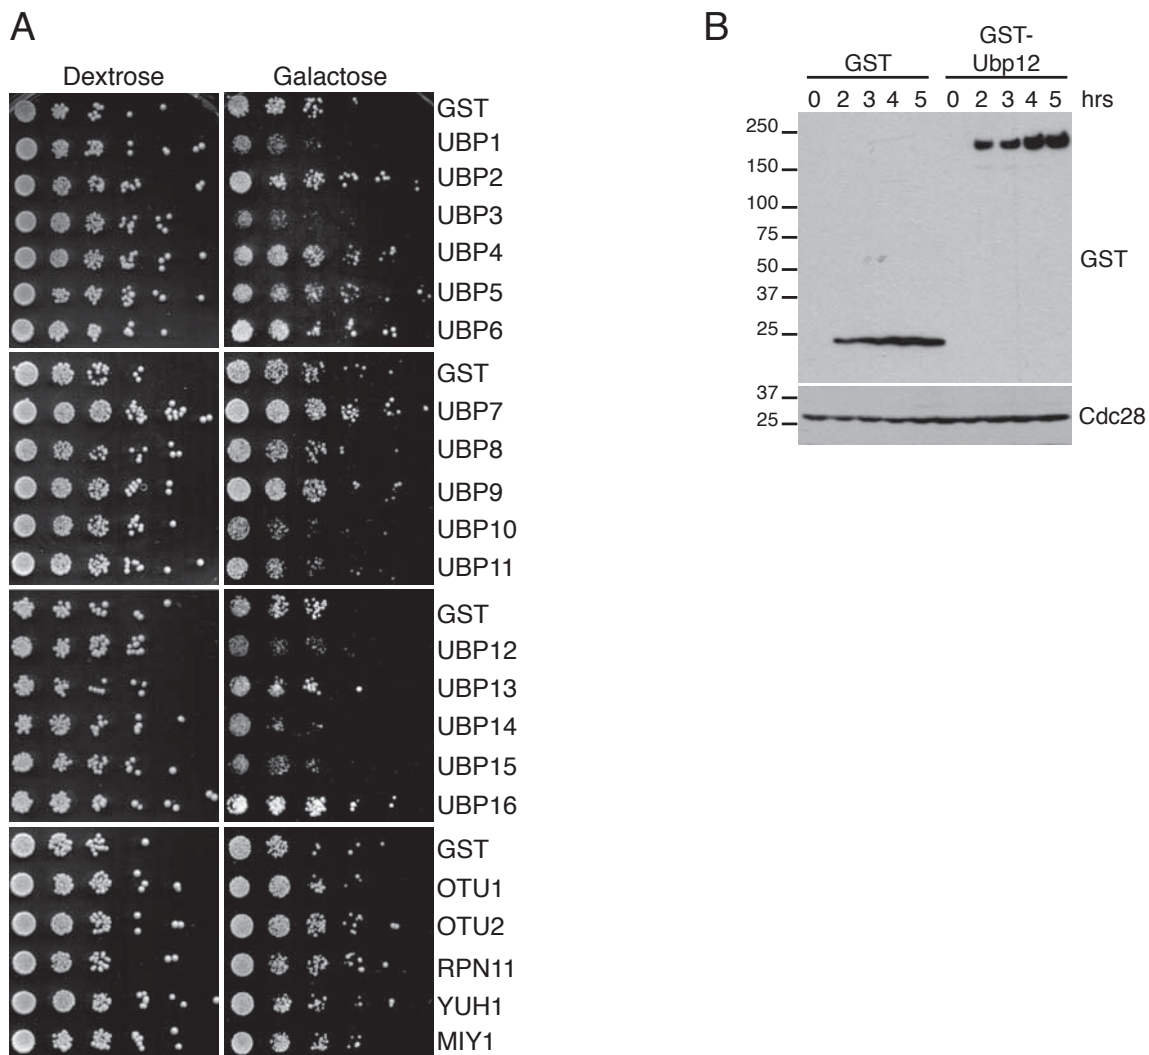 A
Dextrose Galactose
GST
UBP1
UBP2
UBP3
UBP4
UBP5
UBP6
GST
UBP7
UBP8
UBP9
UBP10
UBP11
GST
UBP12
UBP13
UBP14
UBP15
UBP16
GST
OTU1
OTU2
RPN11
YUH1
MIY1
B
GST
GST-
Ubp12
0 2 3 4 5 0 2 3 4 5 hrs
250
150
100
75
50
37
25
GST
37
25
Cdc28